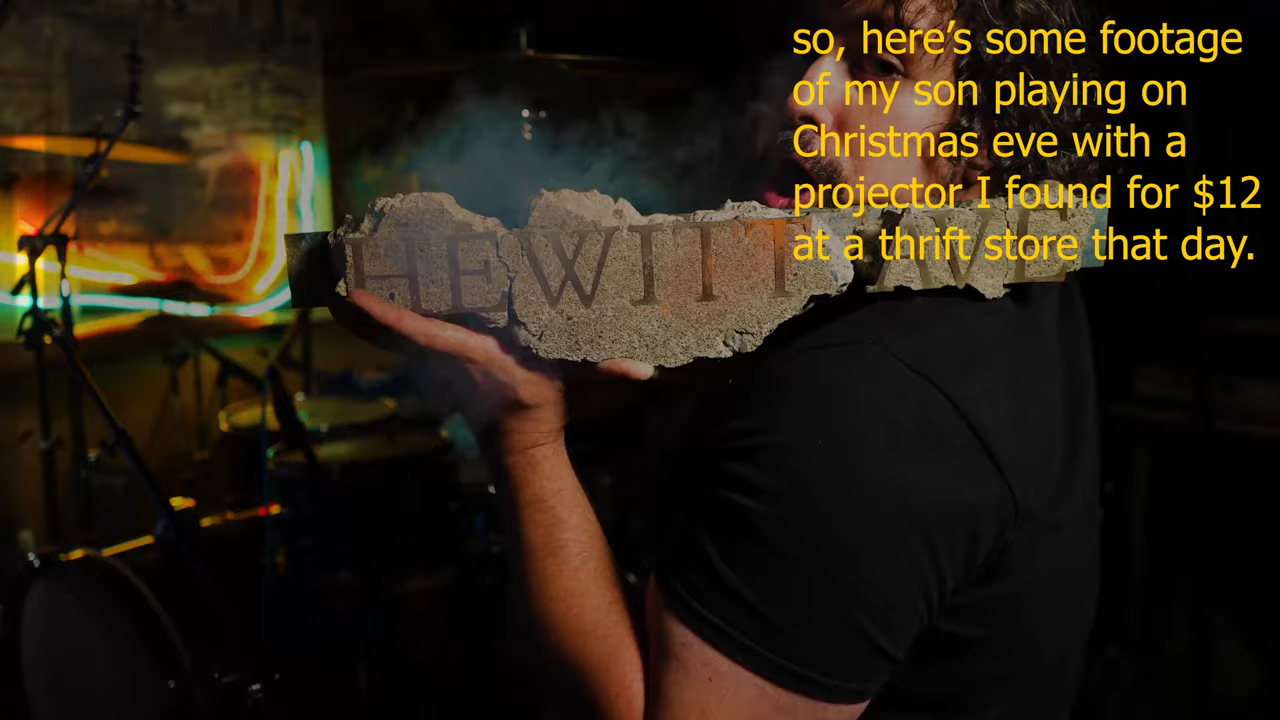 so, here’s some footage
of my son playing on
Christmas eve with a
projector I found for $12
at a thrift store that day.
HEWITT AVE